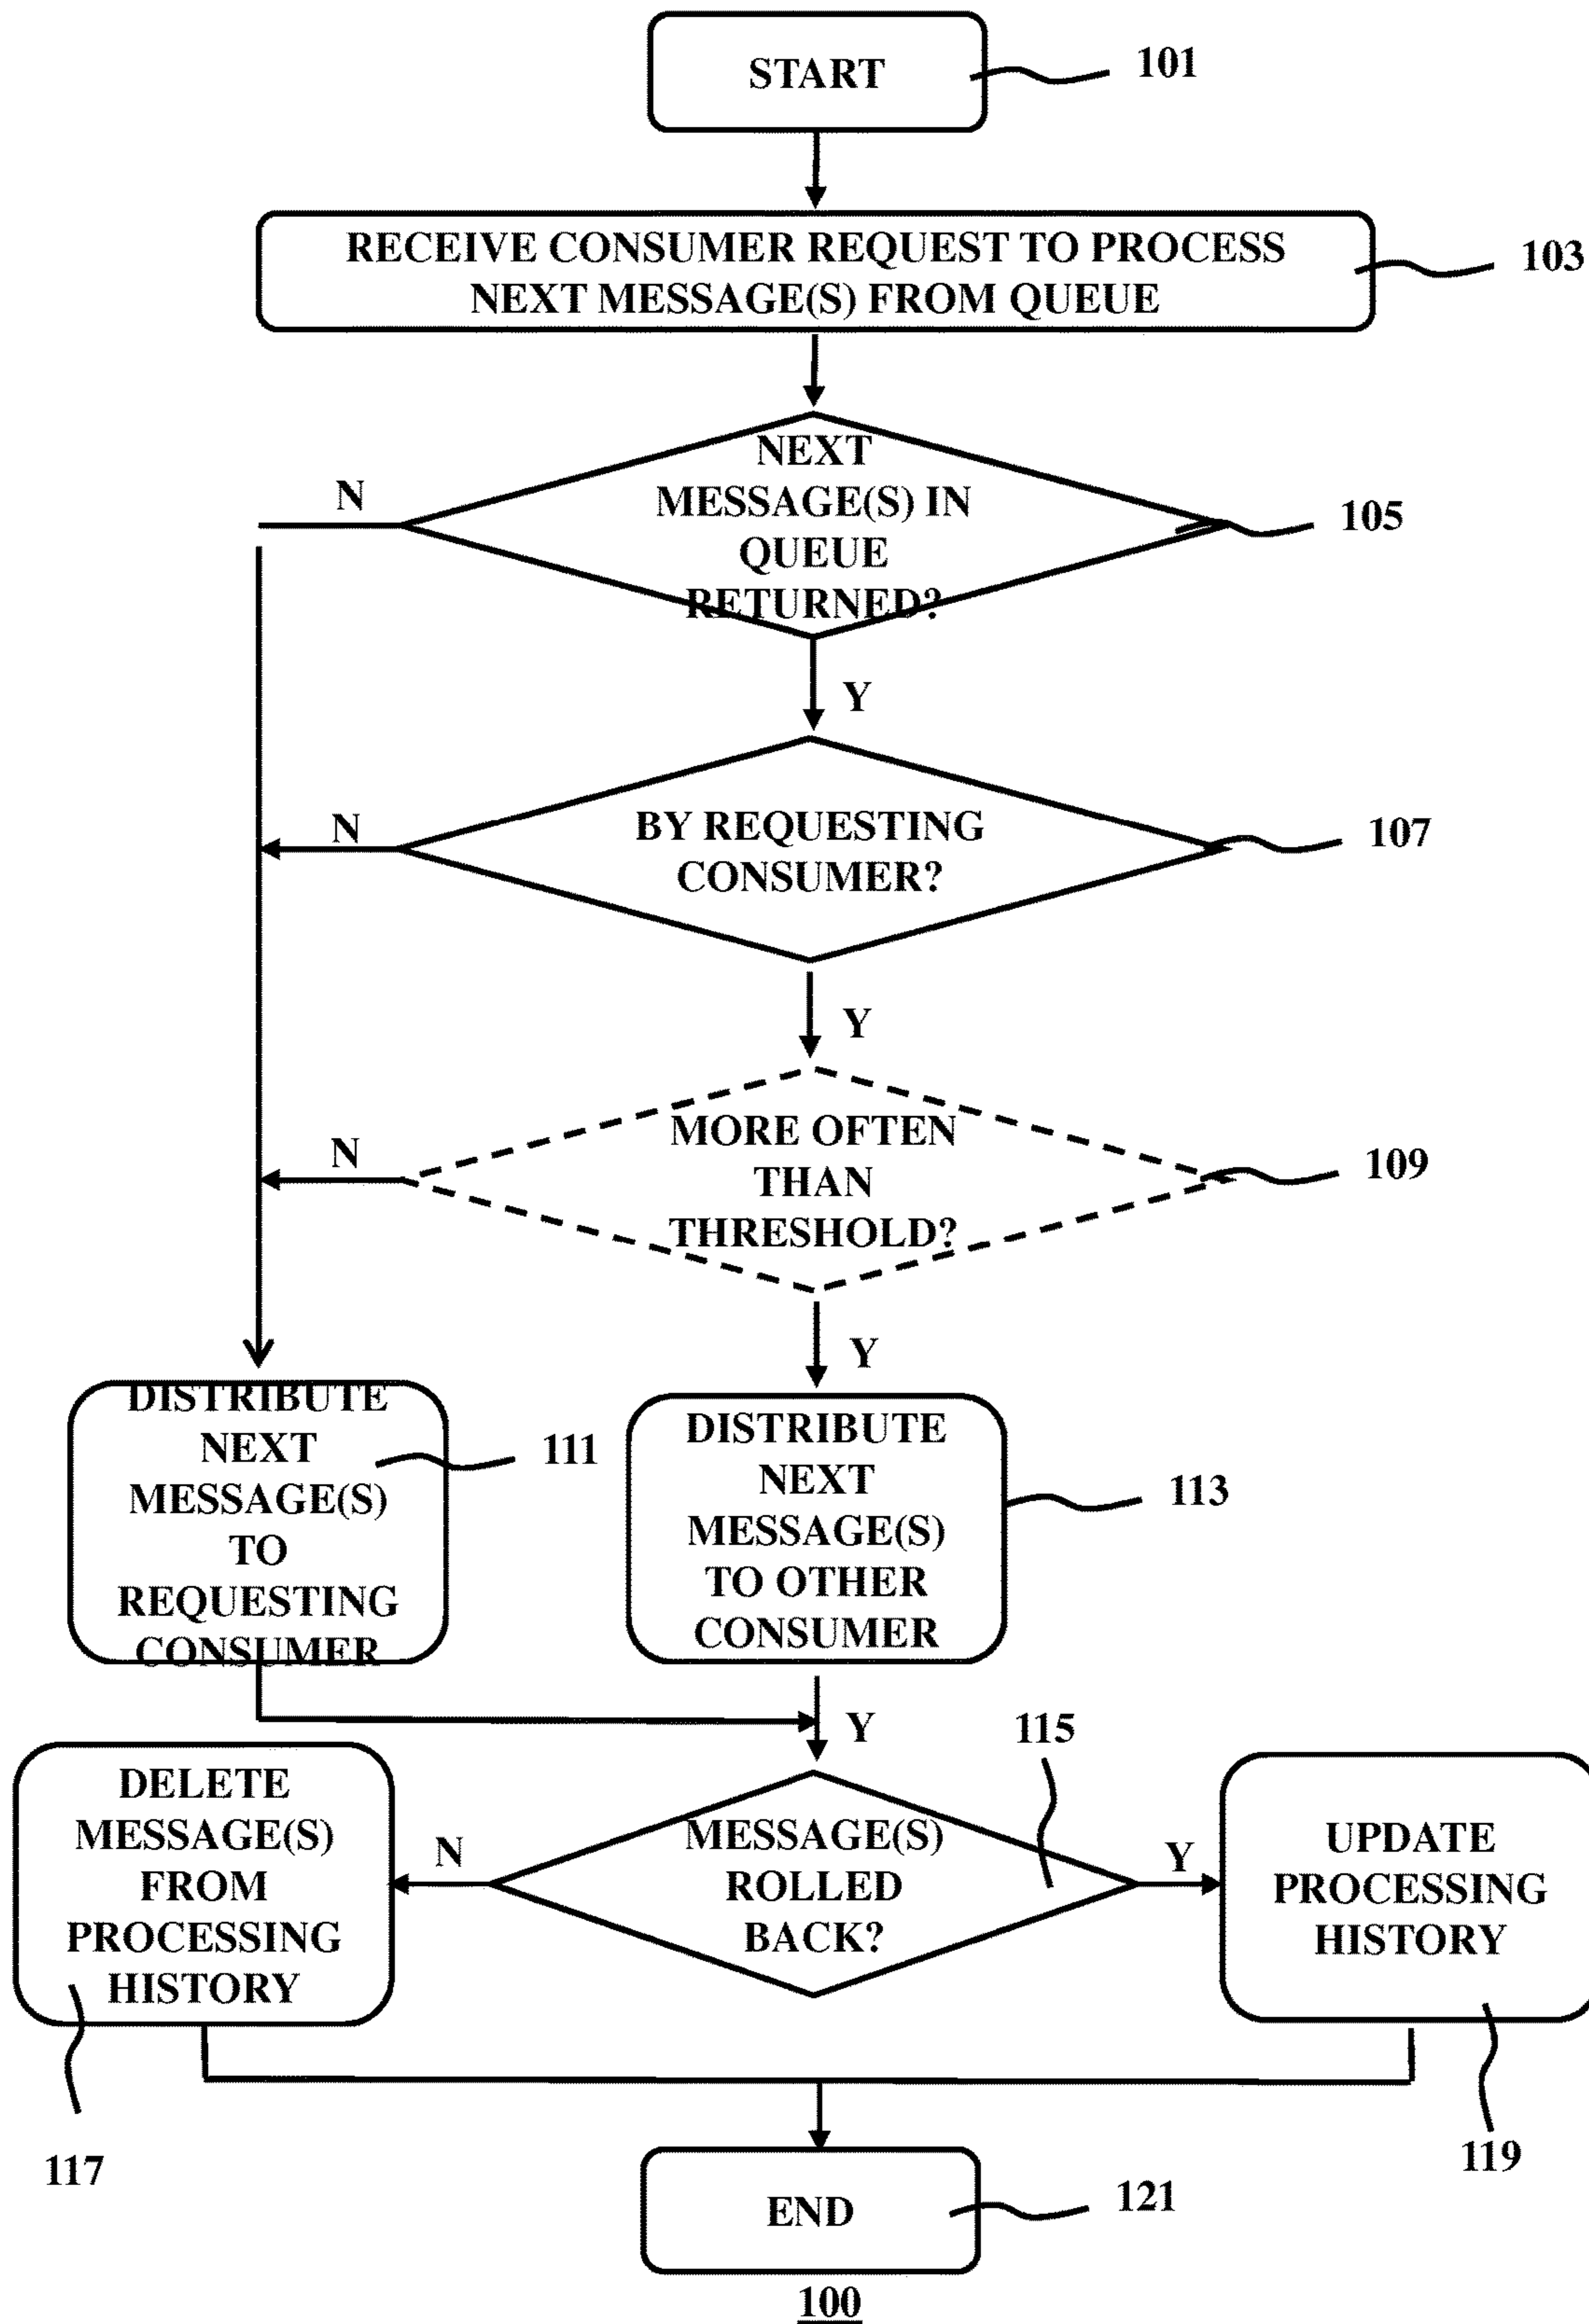 START
101
RECEIVE CONSUMER REQUEST TO PROCESS
NEXT MESSAGE(S) FROM QUEUE
103
NEXT
MESSAGE(S) IN
QUEUE
RETURNED?
N
105
Y
BY REQUESTING
CONSUMER?
N
107
Y
MORE OFTEN
THAN
THRESHOLD?
N
109
Y
DISTRIBUTE
NEXT
MESSAGE(S)
TO
REQUESTING
CONSUMER
111
DISTRIBUTE
NEXT
MESSAGE(S)
TO OTHER
CONSUMER
113
Y
115
DELETE
MESSAGE(S)
FROM
PROCESSING
HISTORY
N
MESSAGE(S)
ROLLED
BACK?
Y
UPDATE
PROCESSING
HISTORY
117
119
END
121
100